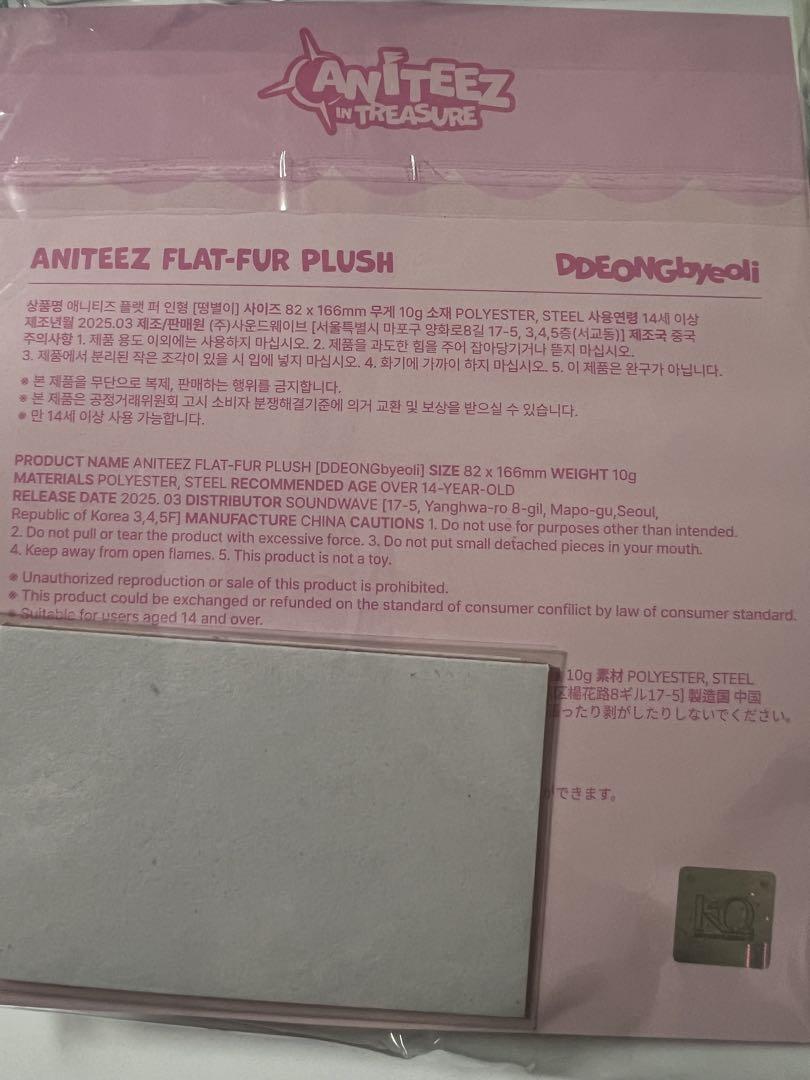 ANITEEZ
IN TREASURE
ANITEEZ FLAT-FUR PLUSH
DDEONGbyeoli
상품명 애니티즈 플랫 퍼 인형 [떵별이] 사이즈 82 x 166mm 무게 10g 소재 POLYESTER, STEEL 사용연령 14세 이상
제조년월 2025.03 제조/판매원 (주)사운드웨이브 [서울특별시 마포구 양화로8길 17-5, 3,4,5층(서교동)] 제조국 중국
주의사항 1. 제품 용도 이외에는 사용하지 마십시오. 2. 제품을 과도한 힘을 주어 잡아당기거나 뜯지 마십시오.
3. 제품에서 분리된 작은 조각이 있을 시 입에 넣지 마십시오. 4. 화기에 가까이 하지 마십시오. 5. 이 제품은 완구가 아닙니다.
※ 본 제품을 무단으로 복제, 판매하는 행위를 금지합니다.
※ 본 제품은 공정거래위원회 고시 소비자 분쟁해결기준에 의거 교환 및 보상을 받으실 수 있습니다.
※ 만 14세 이상 사용 가능합니다.
PRODUCT NAME ANITEEZ FLAT-FUR PLUSH [DDEONGbyeoli] SIZE 82 x 166mm WEIGHT 10g
MATERIALS POLYESTER, STEEL RECOMMENDED AGE OVER 14-YEAR-OLD
RELEASE DATE 2025. 03 DISTRIBUTOR SOUNDWAVE [17-5, Yanghwa-ro 8-gil, Mapo-gu,Seoul,
Republic of Korea 3,4,5F] MANUFACTURE CHINA CAUTIONS 1. Do not use for purposes other than intended.
2. Do not pull or tear the product with excessive force. 3. Do not put small detached pieces in your mouth.
4. Keep away from open flames. 5. This product is not a toy.
※ Unauthorized reproduction or sale of this product is prohibited.
※ This product could be exchanged or refunded on the standard of consumer confilict by law of consumer standard.
※ Suitable for users aged 14 and over.
10g 素材 POLYESTER, STEEL
区楊花路8ギル17-5] 製造国 中国
ったり剥がしたりしないでください。
できます。
KQ